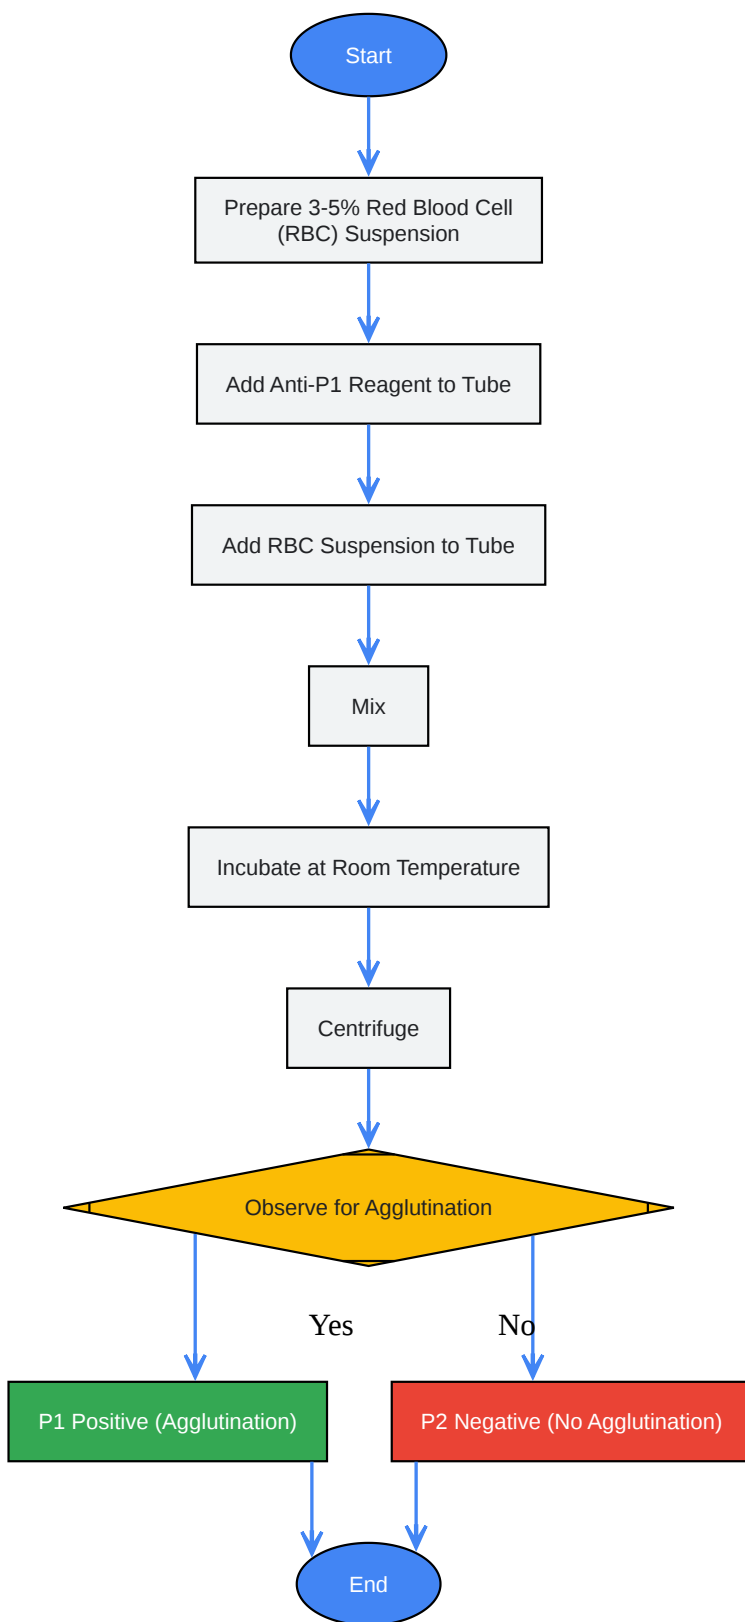 Start
Prepare 3-5% Red Blood Cell
(RBC) Suspension
Add Anti-P1 Reagent to Tube
Add RBC Suspension to Tube
Mix
Incubate at Room Temperature
Centrifuge
Observe for Agglutination
Yes
No
P1 Positive (Agglutination)
P2 Negative (No Agglutination)
End